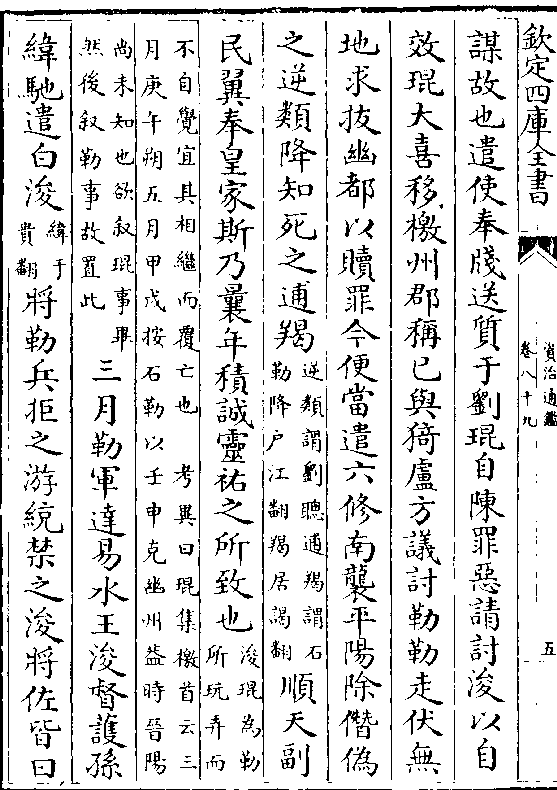 欽定四庫全書
資治通鑑
卷八十九
五
謀故也遣使奉牋送質于劉琨自陳罪惡請討浚以自
效琨大喜移檄州郡稱已與猗盧方議討勒勒走伏無
地求拔幽都以贖罪今便當遣六修南襲平陽除僭偽
之逆類降知死之逋羯逆類謂劉聰逋羯謂石勒降户江翻羯居謁翻順天副
民翼奉皇家斯乃曩年積誠靈祐之所致也浚琨為勒所玩弄而
不自覺宜其相繼而覆亡也 考異曰琨集檄首云三
月庚午朔五月甲戌按石勒以壬申克幽州葢時晉陽
尚未知也欲叙琨事畢然後叙勒事故置此三月勒軍達易水王浚督護孫
緯馳遣白浚緯于貴翻將勒兵拒之游統禁之浚將佐皆曰